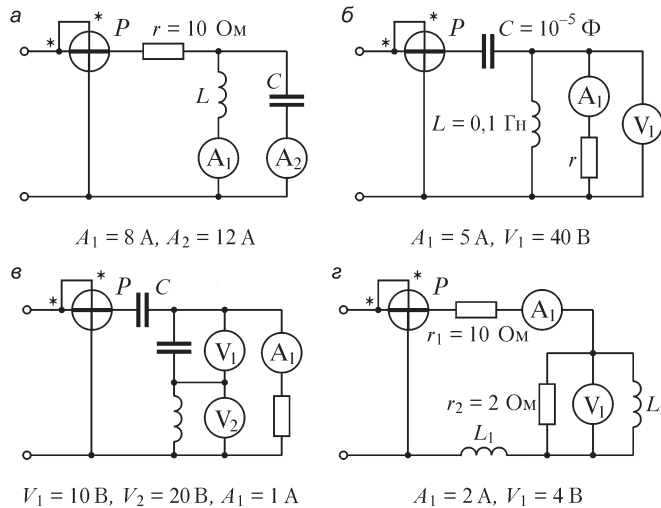 а
* * P r = 10 Ом
L C
A1 A2
A1 = 8 А, A2 = 12 А
б
* * P C = 10⁻⁵ Ф
L = 0,1 Гн A1 V1
r
A1 = 5 А, V1 = 40 В
в
* * P C
V1 A1
V2
V1 = 10 В, V2 = 20 В, A1 = 1 А
г
* * P A1
r1 = 10 Ом
r2 = 2 Ом V1
L1
A1 = 2 А, V1 = 4 В